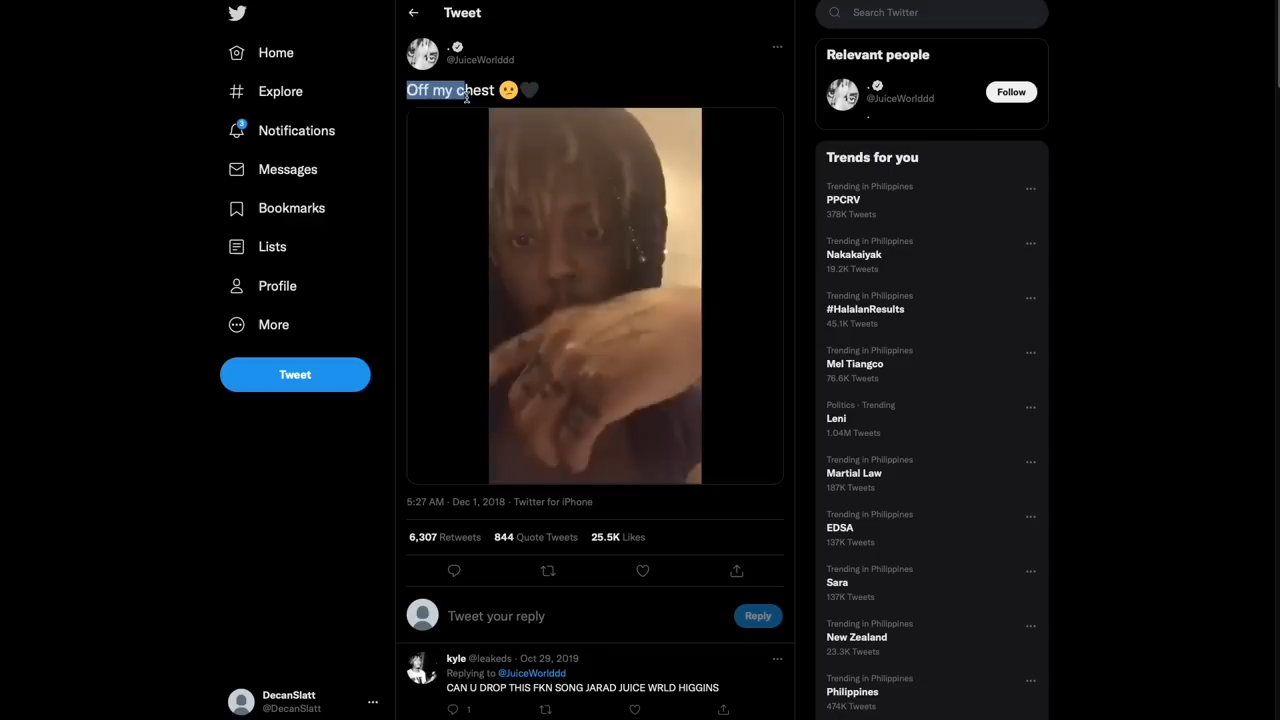 Home
Explore
3
Notifications
Messages
Bookmarks
Lists
Profile
More
Tweet
DecanSlatt
@DecanSlatt
Tweet
.
@JuiceWorlddd
Off my chest 🫤🖤
5:27 AM · Dec 1, 2018 · Twitter for iPhone
6,307 Retweets 844 Quote Tweets 25.5K Likes
Tweet your reply
Reply
kyle @leakeds · Oct 29, 2019
Replying to @JuiceWorlddd
CAN U DROP THIS FKN SONG JARAD JUICE WRLD HIGGINS
1
Search Twitter
Relevant people
.
@JuiceWorlddd
Follow
.
Trends for you
Trending in Philippines
PPCRV
378K Tweets
Trending in Philippines
Nakakaiyak
19.2K Tweets
Trending in Philippines
#HalalanResults
45.1K Tweets
Trending in Philippines
Mel Tiangco
76.6K Tweets
Politics · Trending
Leni
1.04M Tweets
Trending in Philippines
Martial Law
187K Tweets
Trending in Philippines
EDSA
137K Tweets
Trending in Philippines
Sara
137K Tweets
Trending in Philippines
New Zealand
23.3K Tweets
Trending in Philippines
Philippines
474K Tweets